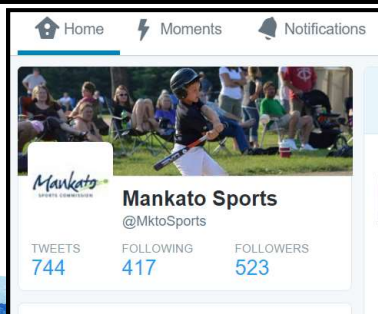 Home Moments Notifications
Mankato
SPORTS COMMISSION
Mankato Sports
@MktoSports
TWEETS FOLLOWING FOLLOWERS
744 417 523